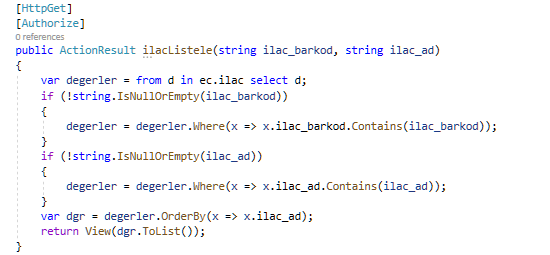 [HttpGet]
[Authorize]
0 references
public ActionResult ilacListele(string ilac_barkod, string ilac_ad)
{
    var degerler = from d in ec.ilac select d;
    if (!string.IsNullOrEmpty(ilac_barkod))
    {
        degerler = degerler.Where(x => x.ilac_barkod.Contains(ilac_barkod));
    }
    if (!string.IsNullOrEmpty(ilac_ad))
    {
        degerler = degerler.Where(x => x.ilac_ad.Contains(ilac_ad));
    }
    var dgr = degerler.OrderBy(x => x.ilac_ad);
    return View(dgr.ToList());
}